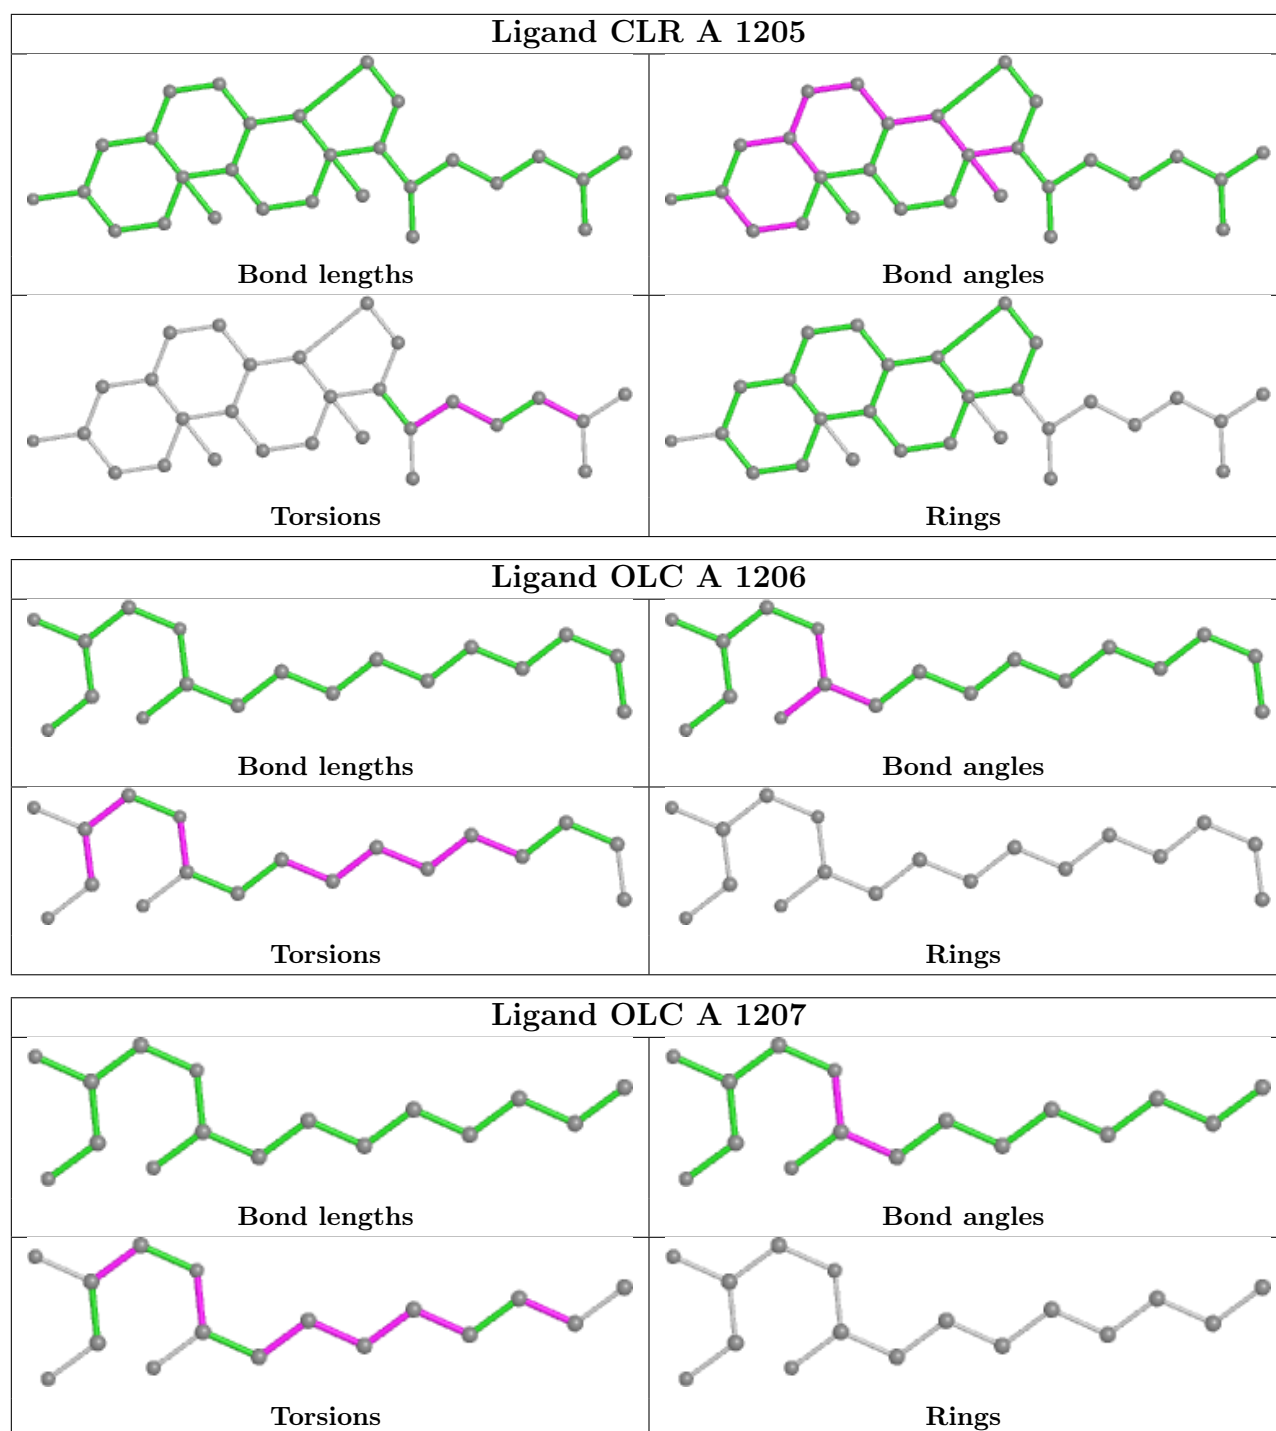 Ligand CLR A 1205
Bond lengths
Bond angles
Torsions
Rings
Ligand OLC A 1206
Bond lengths
Bond angles
Torsions
Rings
Ligand OLC A 1207
Bond lengths
Bond angles
Torsions
Rings